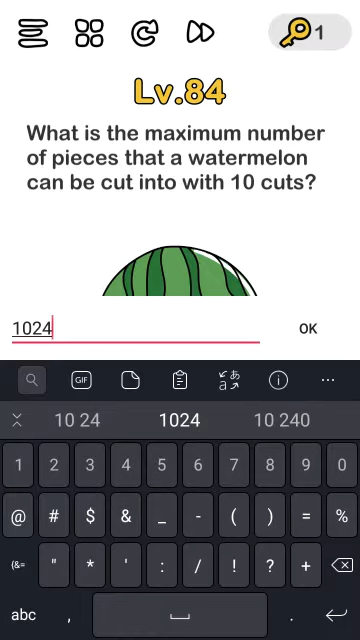 1
Lv.84
What is the maximum number
of pieces that a watermelon
can be cut into with 10 cuts?
1024 OK
GIF あ a i ...
10 24 1024 10 240
1 2 3 4 5 6 7 8 9 0
@ # $ & _ - ( ) = %
{&= " * ' : / ! ? +
abc , .